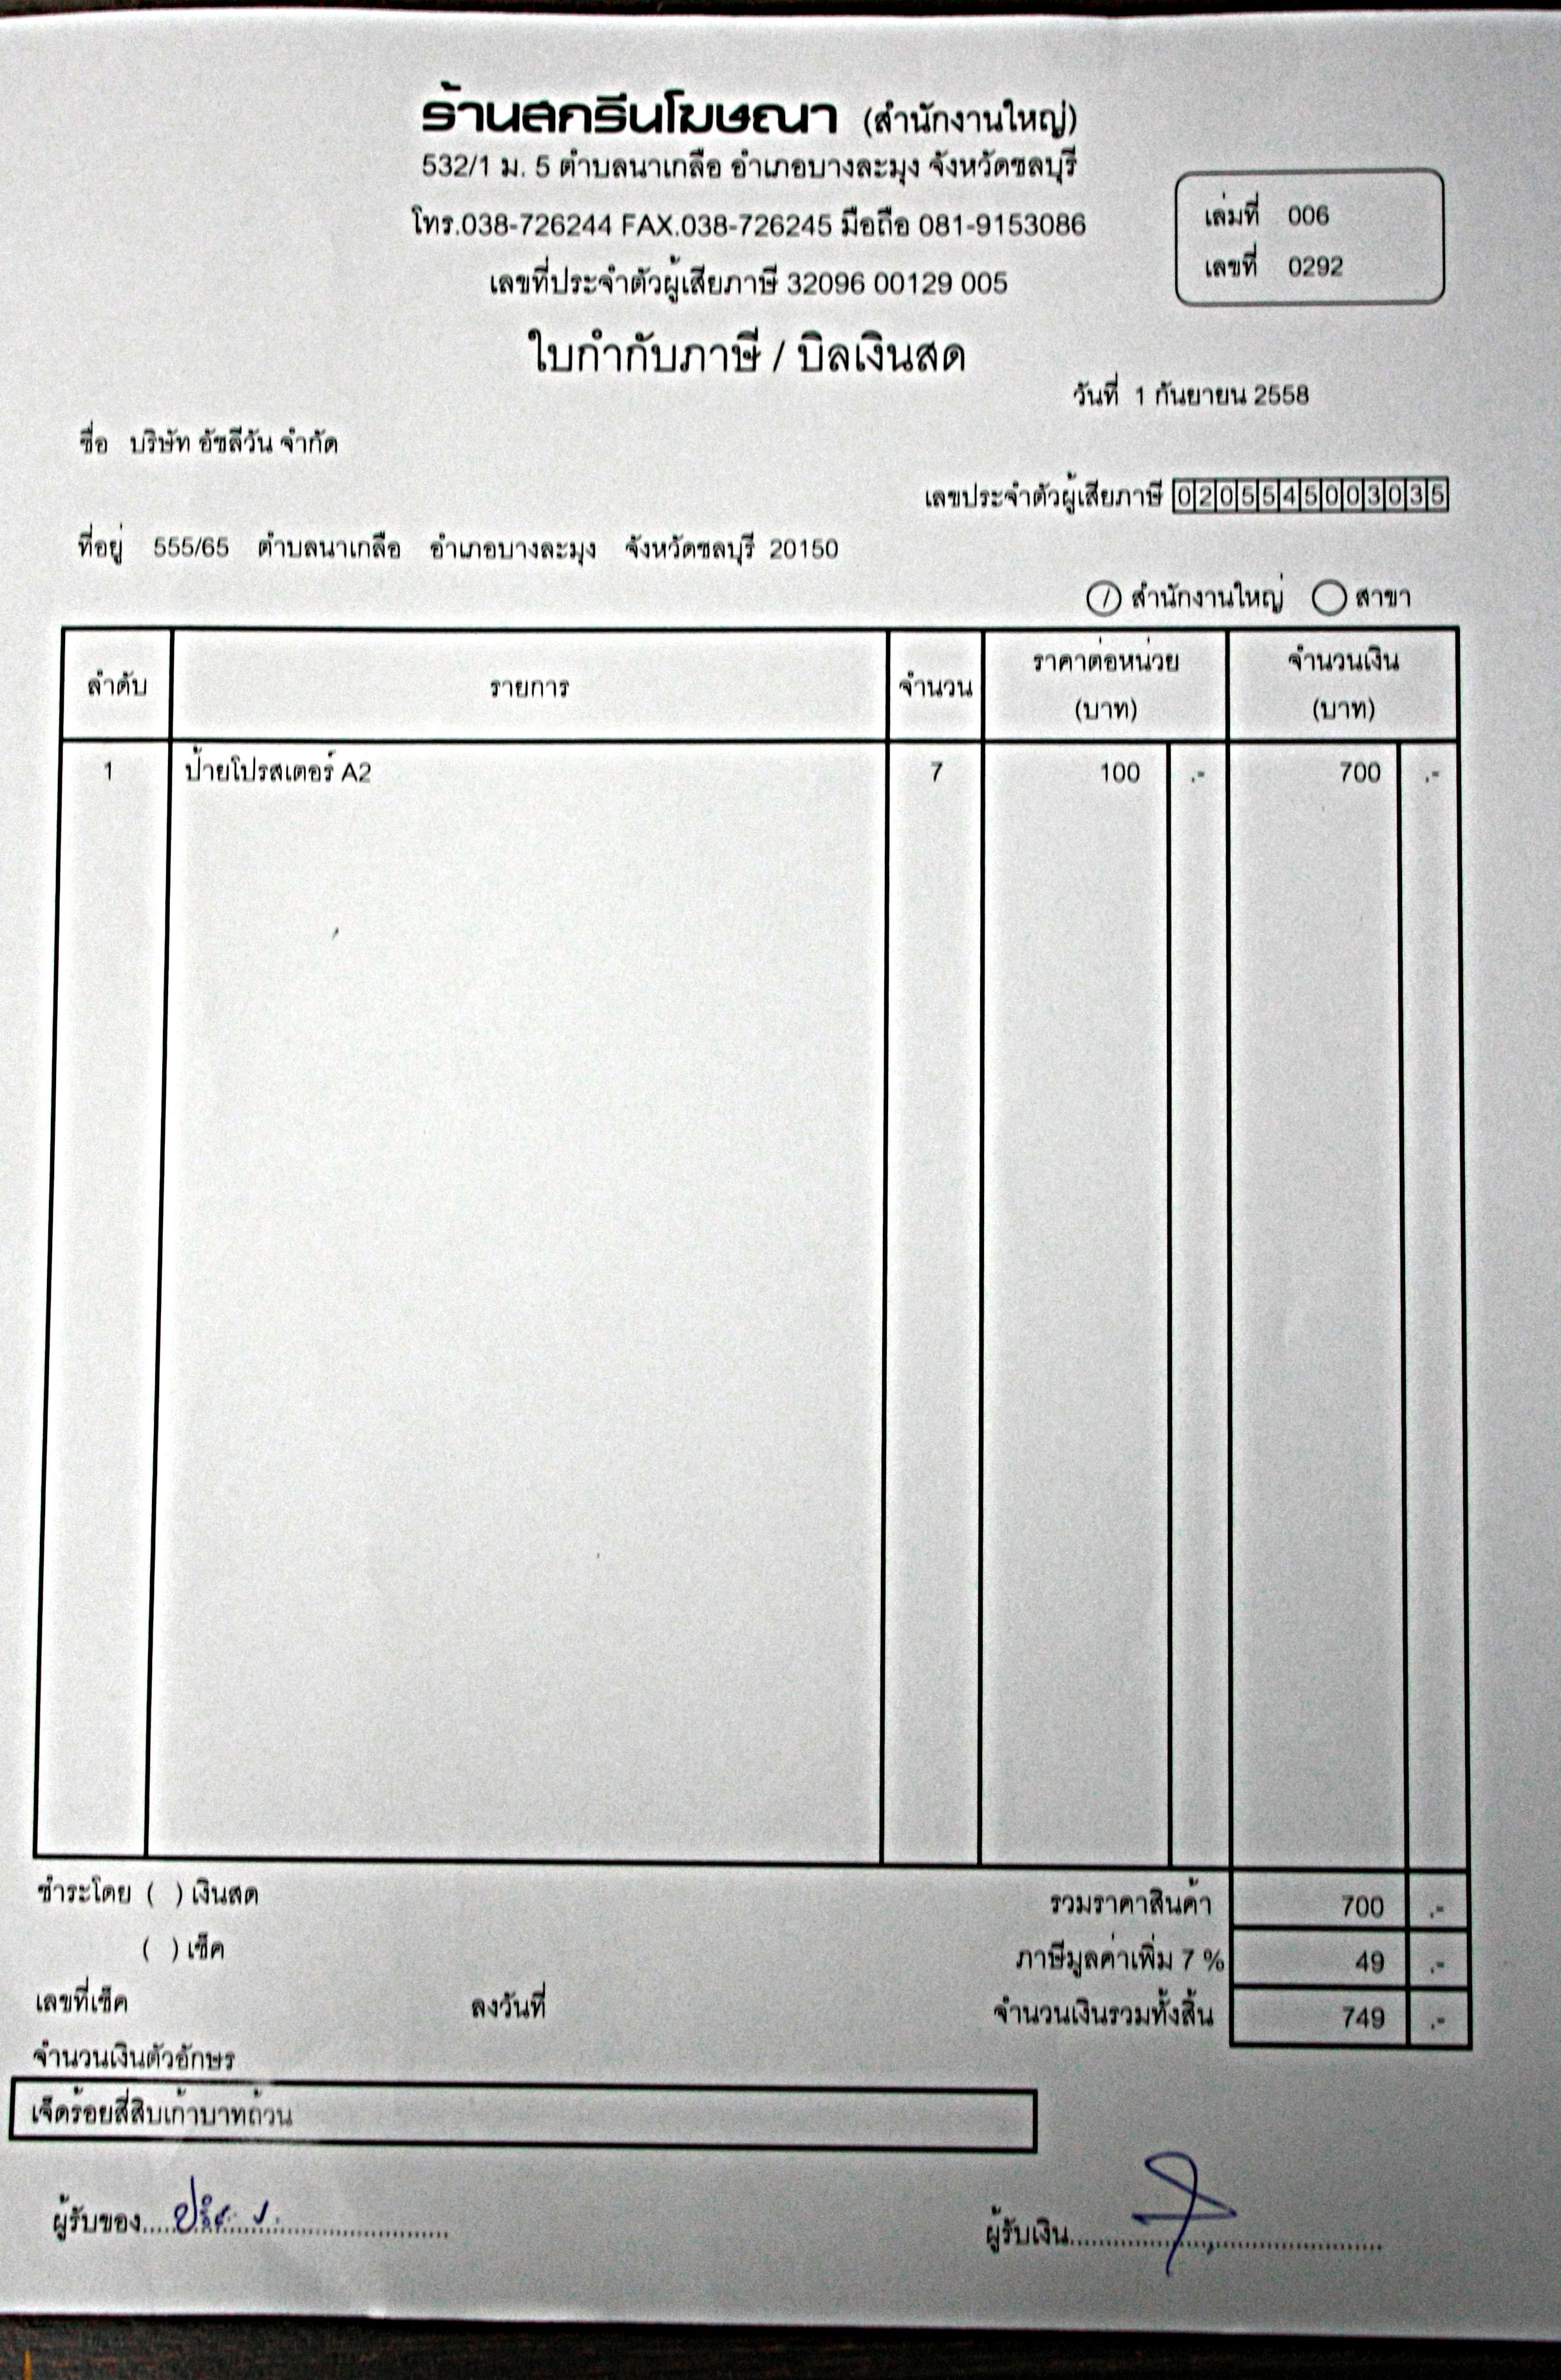 ร้านสกรีนโฆษณา (สำนักงานใหญ่)
532/1 ม. 5 ตำบลนาเกลือ อำเภอบางละมุง จังหวัดชลบุรี
โทร.038-726244 FAX.038-726245 มือถือ 081-9153086
เลขที่ประจำตัวผู้เสียภาษี 32096 00129 005
เล่มที่ 006
เลขที่ 0292
ใบกำกับภาษี / บิลเงินสด
วันที่ 1 กันยายน 2558
ชื่อ บริษัท อัซลีวัน จำกัด
เลขประจำตัวผู้เสียภาษี 0205545003035
ที่อยู่ 555/65 ตำบลนาเกลือ อำเภอบางละมุง จังหวัดชลบุรี 20150
(/) สำนักงานใหญ่ ○ สาขา
ลำดับ รายการ จำนวน ราคาต่อหน่วย (บาท) จำนวนเงิน (บาท)
1 ป้ายโปรสเตอร์ A2 7 100 .- 700 .-
ชำระโดย ( ) เงินสด รวมราคาสินค้า 700 .-
( ) เช็ค ภาษีมูลค่าเพิ่ม 7 % 49 .-
เลขที่เช็ค ลงวันที่ จำนวนเงินรวมทั้งสิ้น 749 .-
จำนวนเงินตัวอักษร
เจ็ดร้อยสี่สิบเก้าบาทถ้วน
ผู้รับของ ผู้รับเงิน